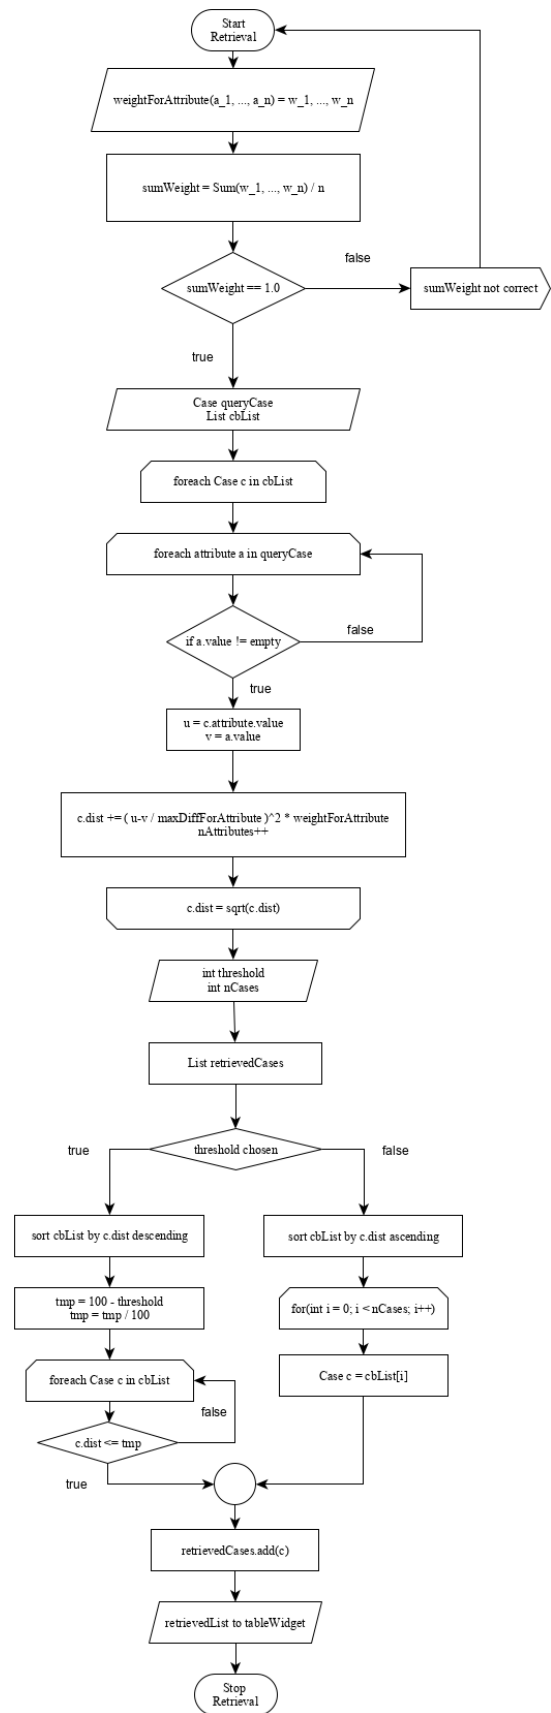 Start
Retrieval
weightForAttribute(a_1, ..., a_n) = w_1, ..., w_n
sumWeight = Sum(w_1, ..., w_n) / n
false
sumWeight == 1.0
sumWeight not correct
true
Case queryCase
List cbList
foreach Case c in cbList
foreach attribute a in queryCase
false
if a.value != empty
true
u = c.attribute.value
v = a.value
c.dist += ( u-v / maxDiffForAttribute )^2 * weightForAttribute
nAttributes++
c.dist = sqrt(c.dist)
int threshold
int nCases
List retrievedCases
true
threshold chosen
false
sort cbList by c.dist descending
sort cbList by c.dist ascending
tmp = 100 - threshold
tmp = tmp / 100
for(int i = 0; i < nCases; i++)
foreach Case c in cbList
Case c = cbList[i]
false
c.dist <= tmp
true
retrievedCases.add(c)
retrievedList to tableWidget
Stop
Retrieval